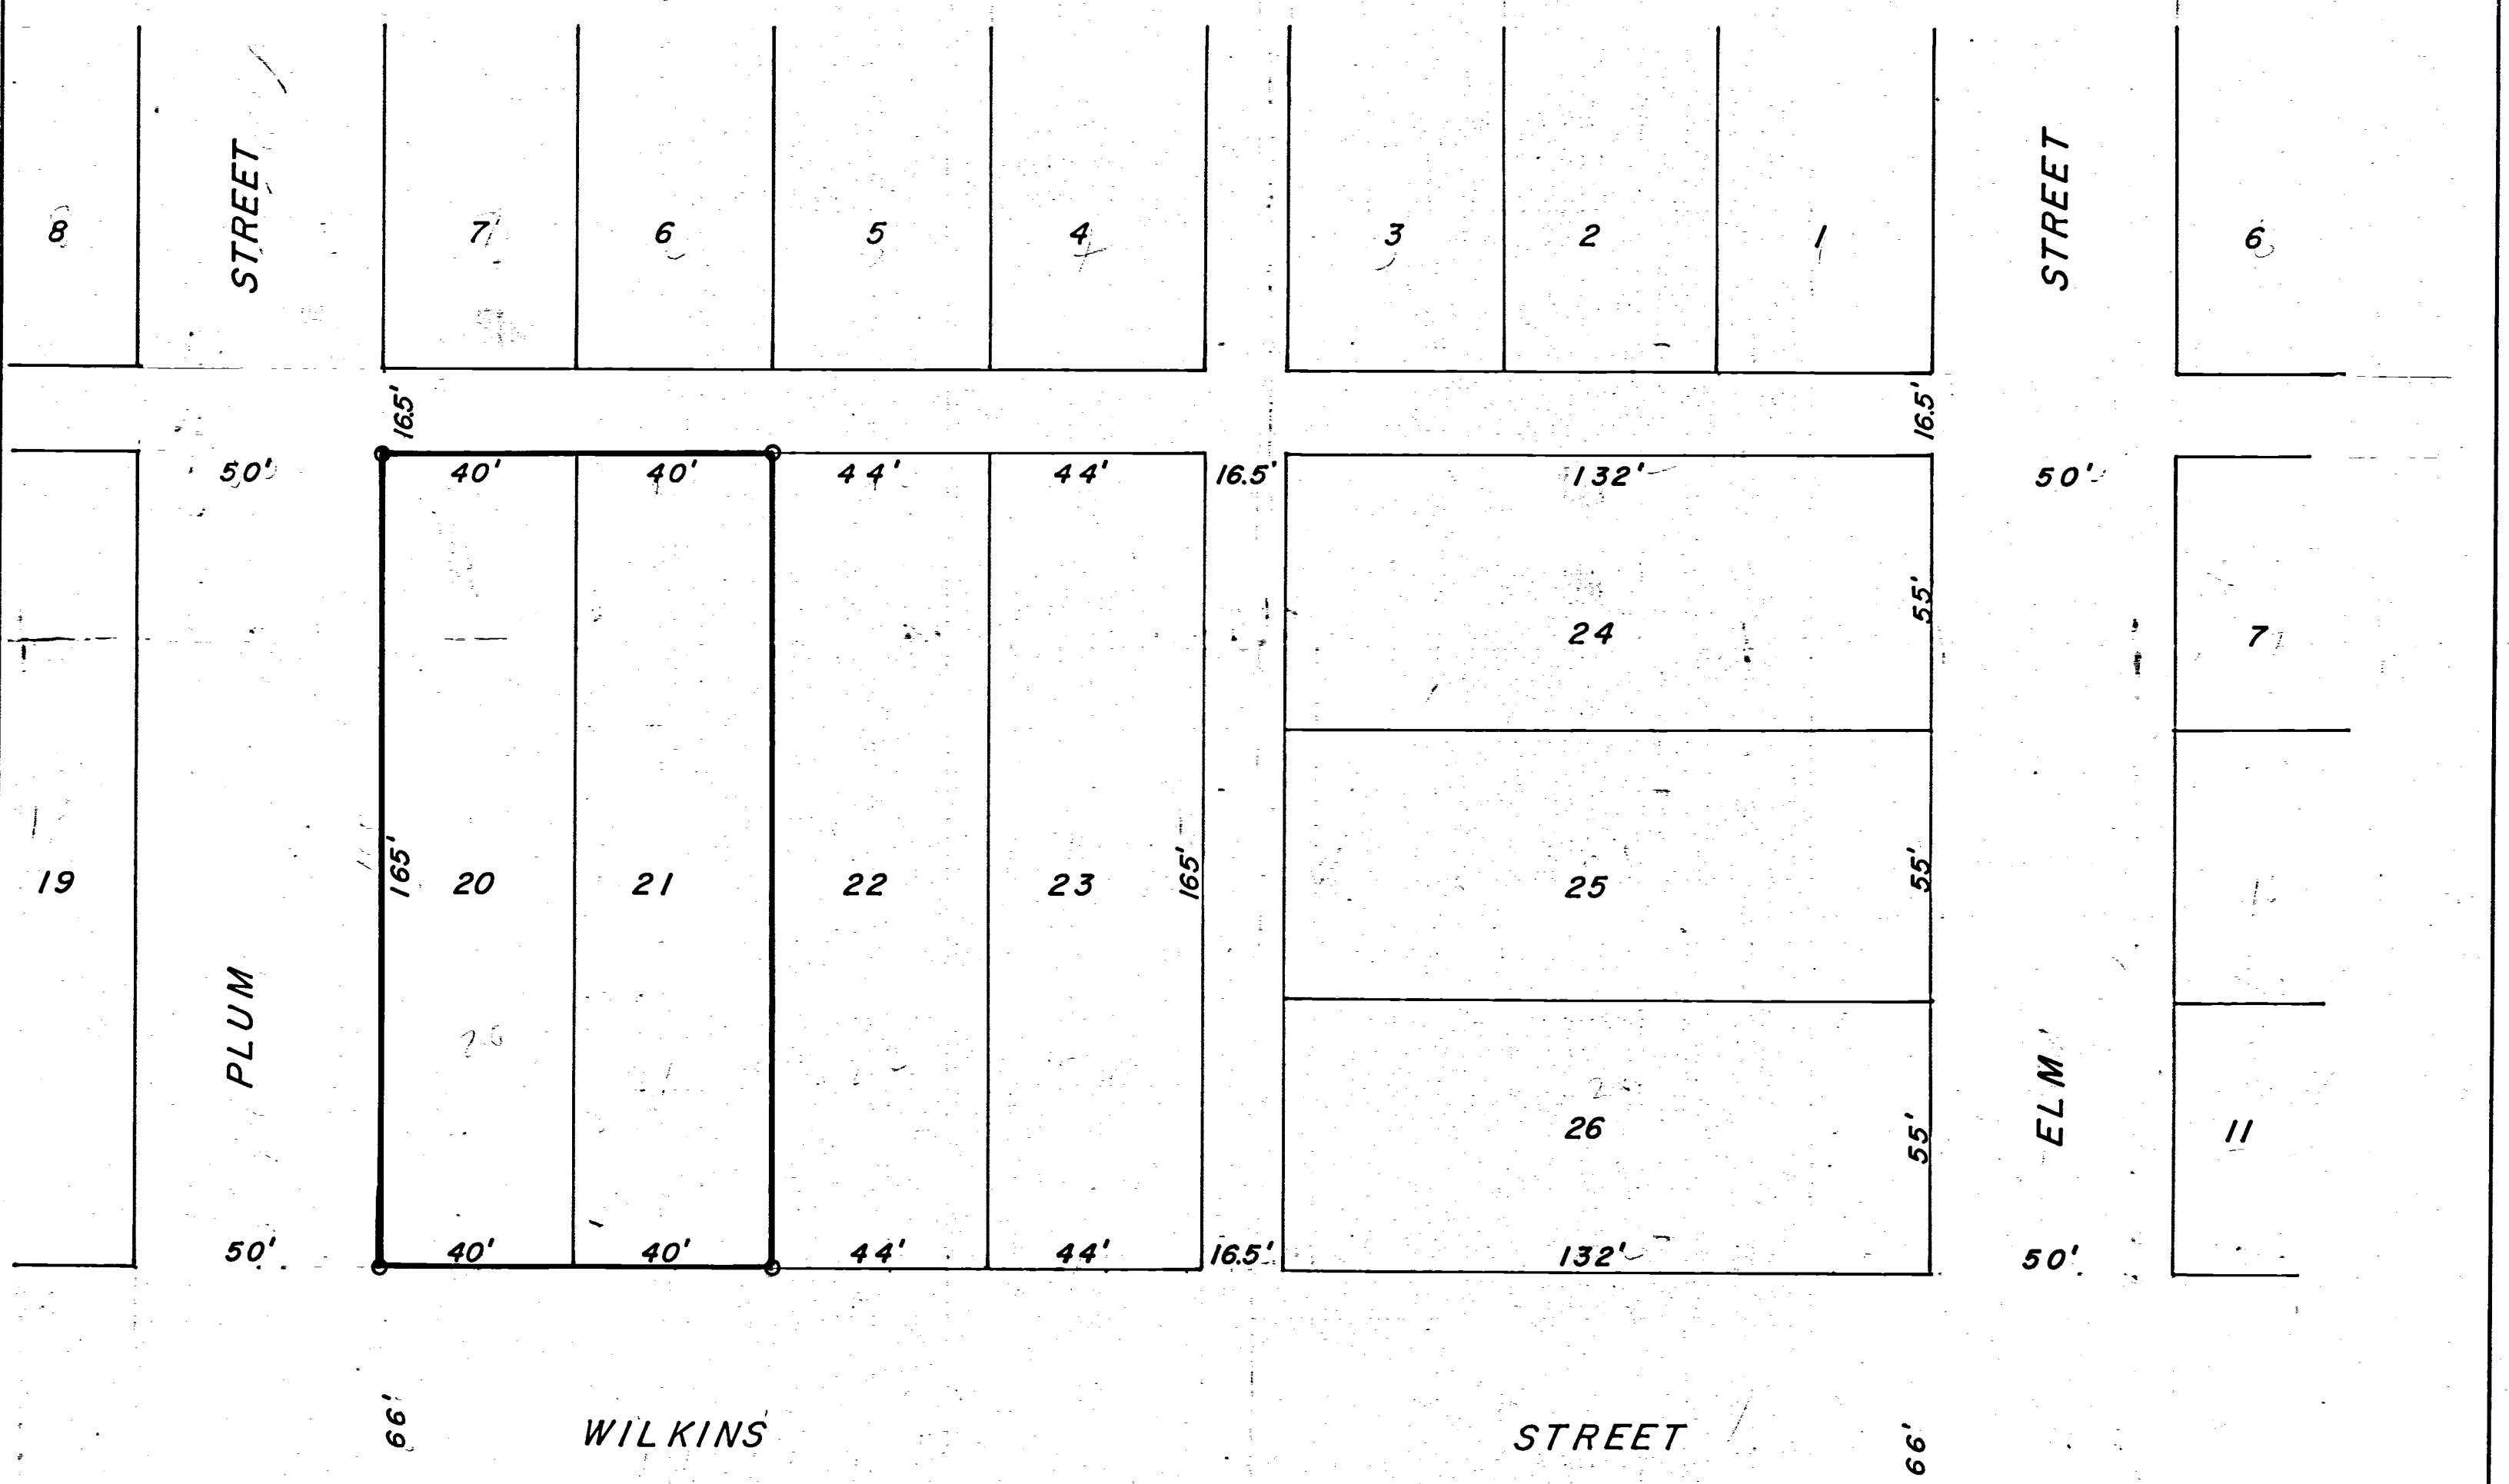 8 STREET 7 6 5 4 3 2 1 STREET 6
16.5' 16.5'
50' 40' 40' 44' 44' 16.5' 132' 50'
55'
24 7
19 165' 20 21 22 23 165' 25 55'
PLUM ELM
26 55' 11
50' 40' 40' 44' 44' 16.5' 132' 50'
66' WILKINS STREET 66'